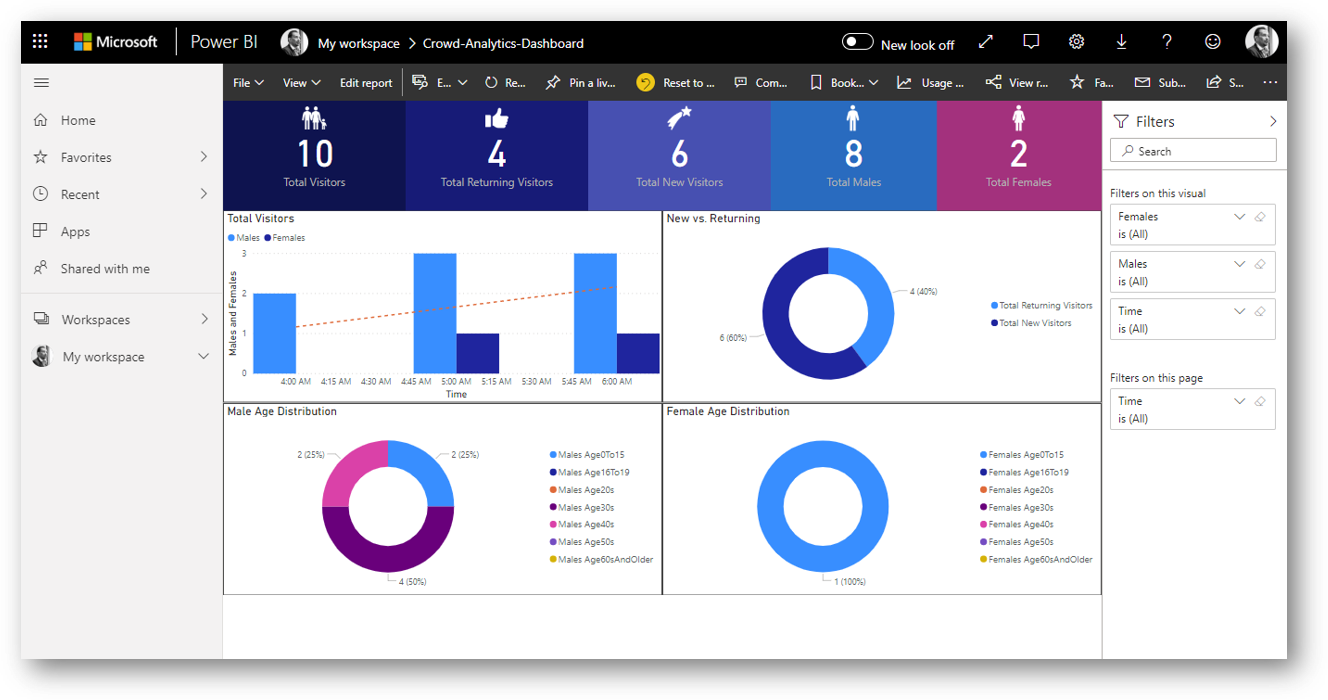 Microsoft Power BI My workspace > Crowd-Analytics-Dashboard New look off
File View Edit report E... Re... Pin a liv... Reset to ... Com... Book... Usage ... View r... Fa... Sub... S... ...
Home
Favorites
Recent
Apps
Shared with me
Workspaces
My workspace
10
Total Visitors
4
Total Returning Visitors
6
Total New Visitors
8
Total Males
2
Total Females
Total Visitors
Males Females
Males and Females
3
2
1
0
4:00 AM 4:15 AM 4:30 AM 4:45 AM 5:00 AM 5:15 AM 5:30 AM 5:45 AM 6:00 AM
Time
New vs. Returning
4 (40%)
6 (60%)
Total Returning Visitors
Total New Visitors
Male Age Distribution
2 (25%)
2 (25%)
4 (50%)
Males Age0To15
Males Age16To19
Males Age20s
Males Age30s
Males Age40s
Males Age50s
Males Age60sAndOlder
Female Age Distribution
1 (100%)
Females Age0To15
Females Age16To19
Females Age20s
Females Age30s
Females Age40s
Females Age50s
Females Age60sAndOlder
Filters
Search
Filters on this visual
Females
is (All)
Males
is (All)
Time
is (All)
Filters on this page
Time
is (All)